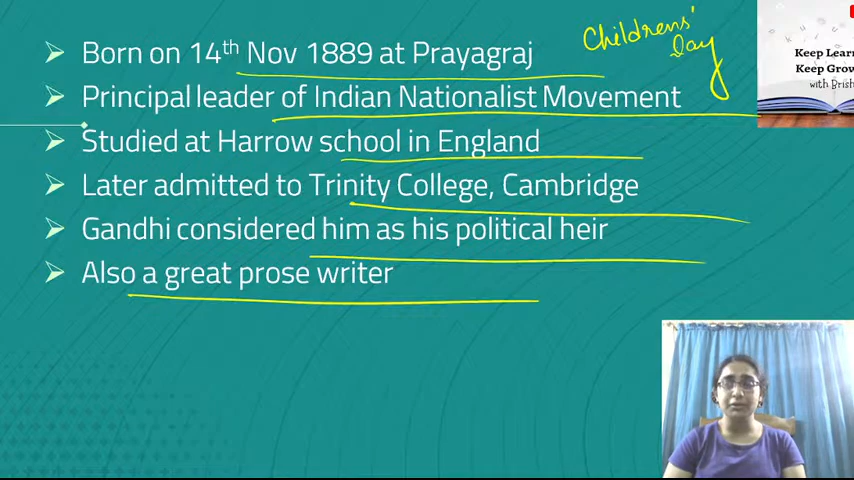 Childrens'
Day
Born on 14th Nov 1889 at Prayagraj
Principal leader of Indian Nationalist Movement
Studied at Harrow school in England
Later admitted to Trinity College, Cambridge
Gandhi considered him as his political heir
Also a great prose writer
Keep Lear
Keep Grow
with Brish